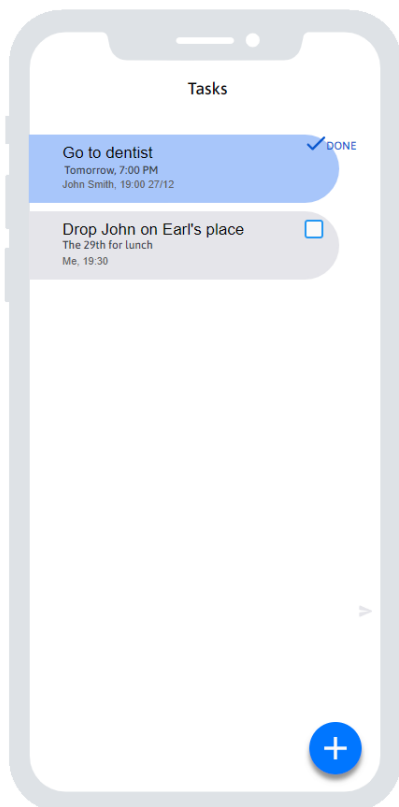 Tasks
Go to dentist
DONE
Tomorrow, 7:00 PM
John Smith, 19:00 27/12
Drop John on Earl's place
The 29th for lunch
Me, 19:30